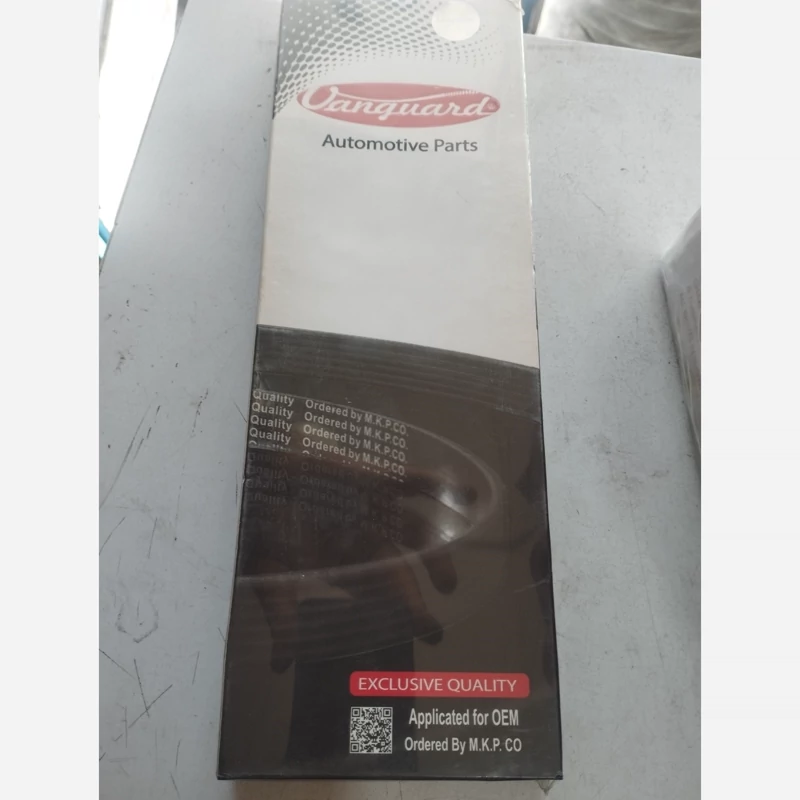 Vanguard
Automotive Parts
Quality Ordered by M.K.P.CO.
Quality Ordered by M.K.P.CO.
Quality Ordered by M.K.P.CO.
Quality Ordered by M.K.P.CO
EXCLUSIVE QUALITY
Applicated for OEM
Ordered By M.K.P. CO